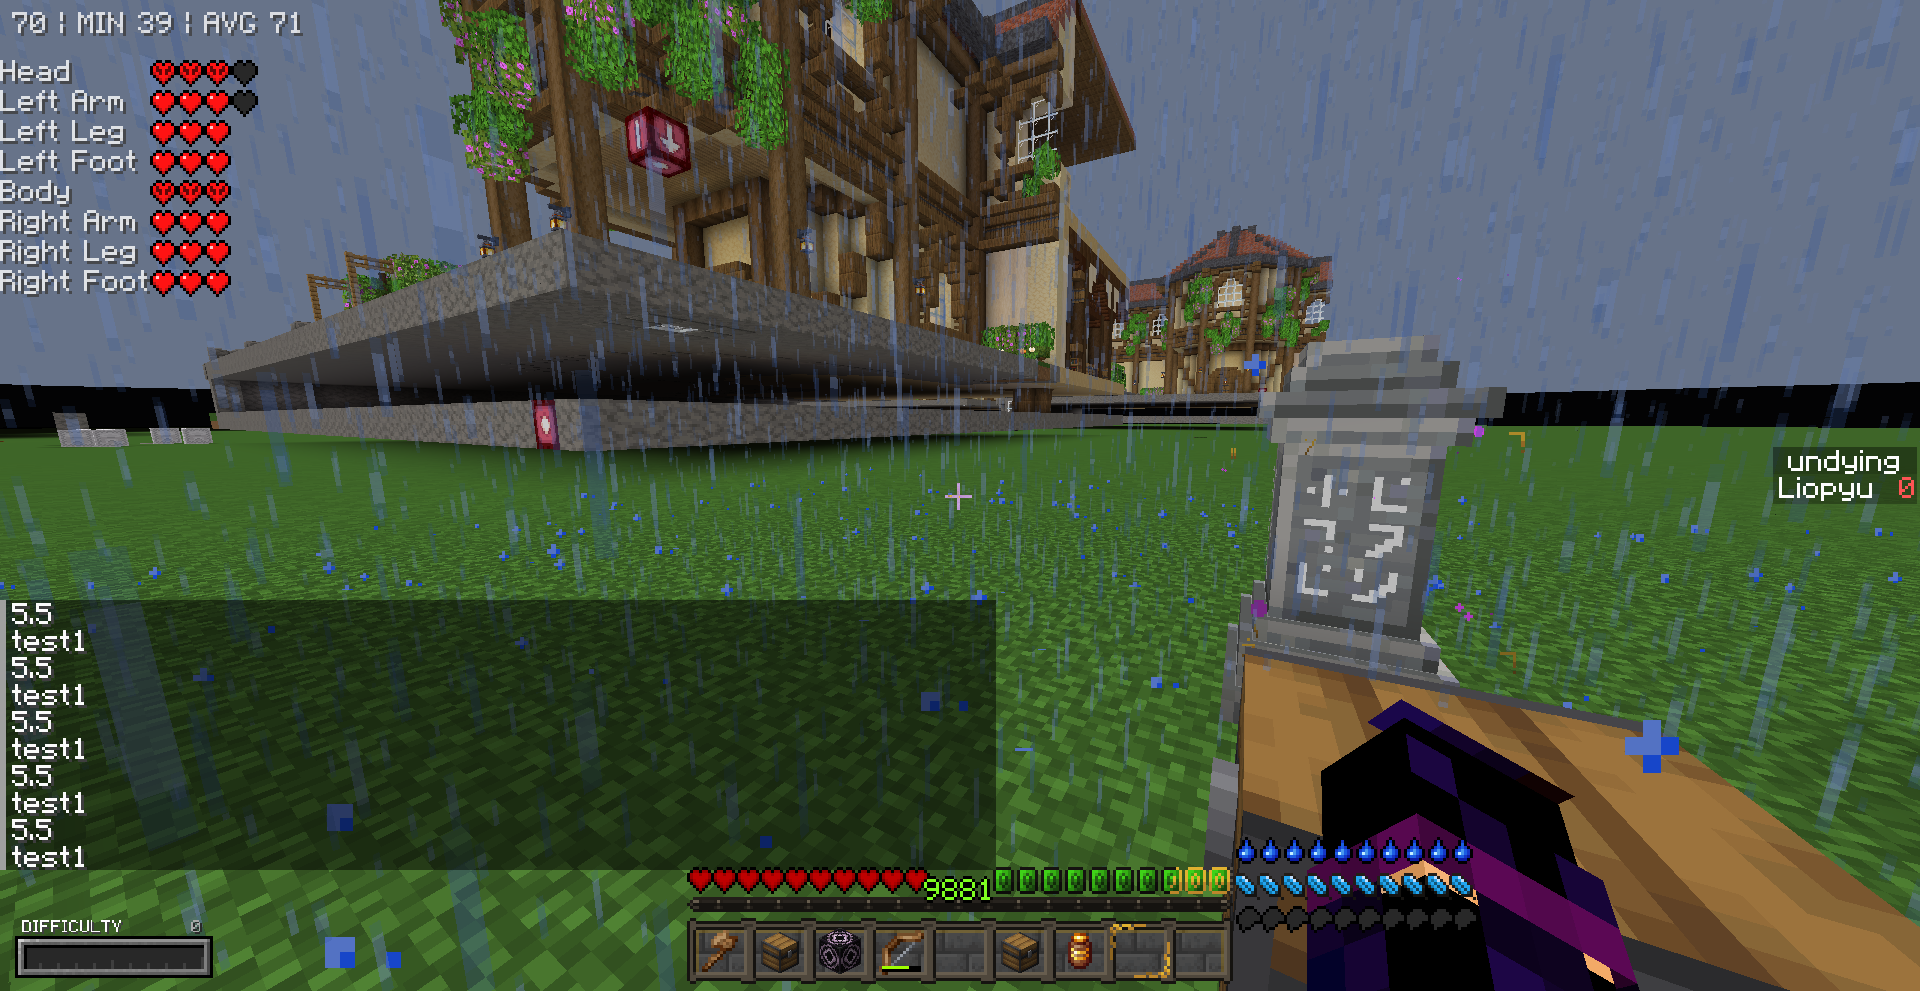 70 | MIN 39 | AVG 71
Head
Left Arm
Left Leg
Left Foot
Body
Right Arm
Right Leg
Right Foot
undying
Liopyu 0
5.5
test1
5.5
test1
5.5
test1
5.5
test1
5.5
test1
9881
DIFFICULTY 0